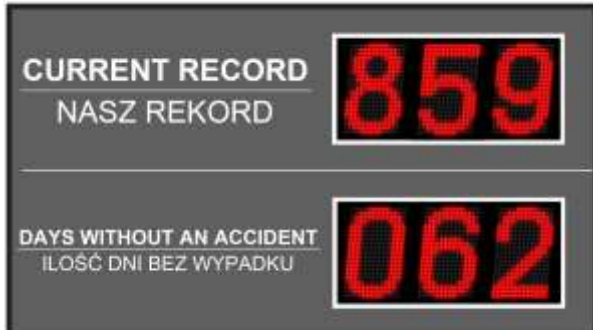 CURRENT RECORD
NASZ REKORD
859
DAYS WITHOUT AN ACCIDENT
ILOŚĆ DNI BEZ WYPADKU
062